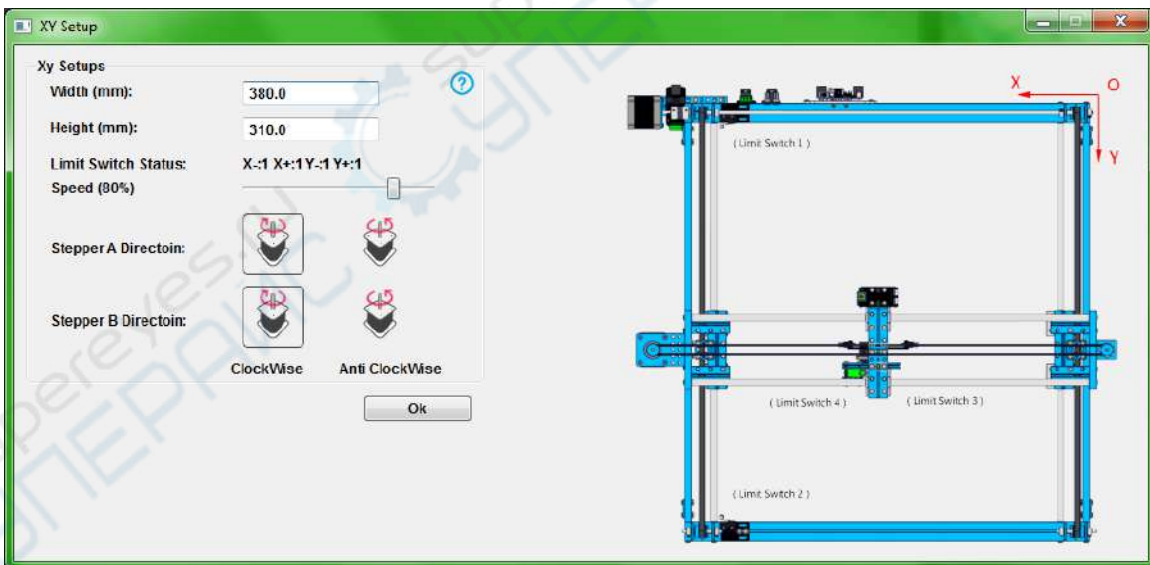 XY Setup
Xy Setups
Width (mm): 380.0
Height (mm): 310.0
Limit Switch Status: X-:1 X+:1 Y-:1 Y+:1
Speed (80%)
Stepper A Directoin:
Stepper B Directoin:
ClockWise Anti ClockWise
Ok
X O
Y
( Limit Switch 1 )
( Limit Switch 4 ) ( Limit Switch 3 )
( Limit Switch 2 )